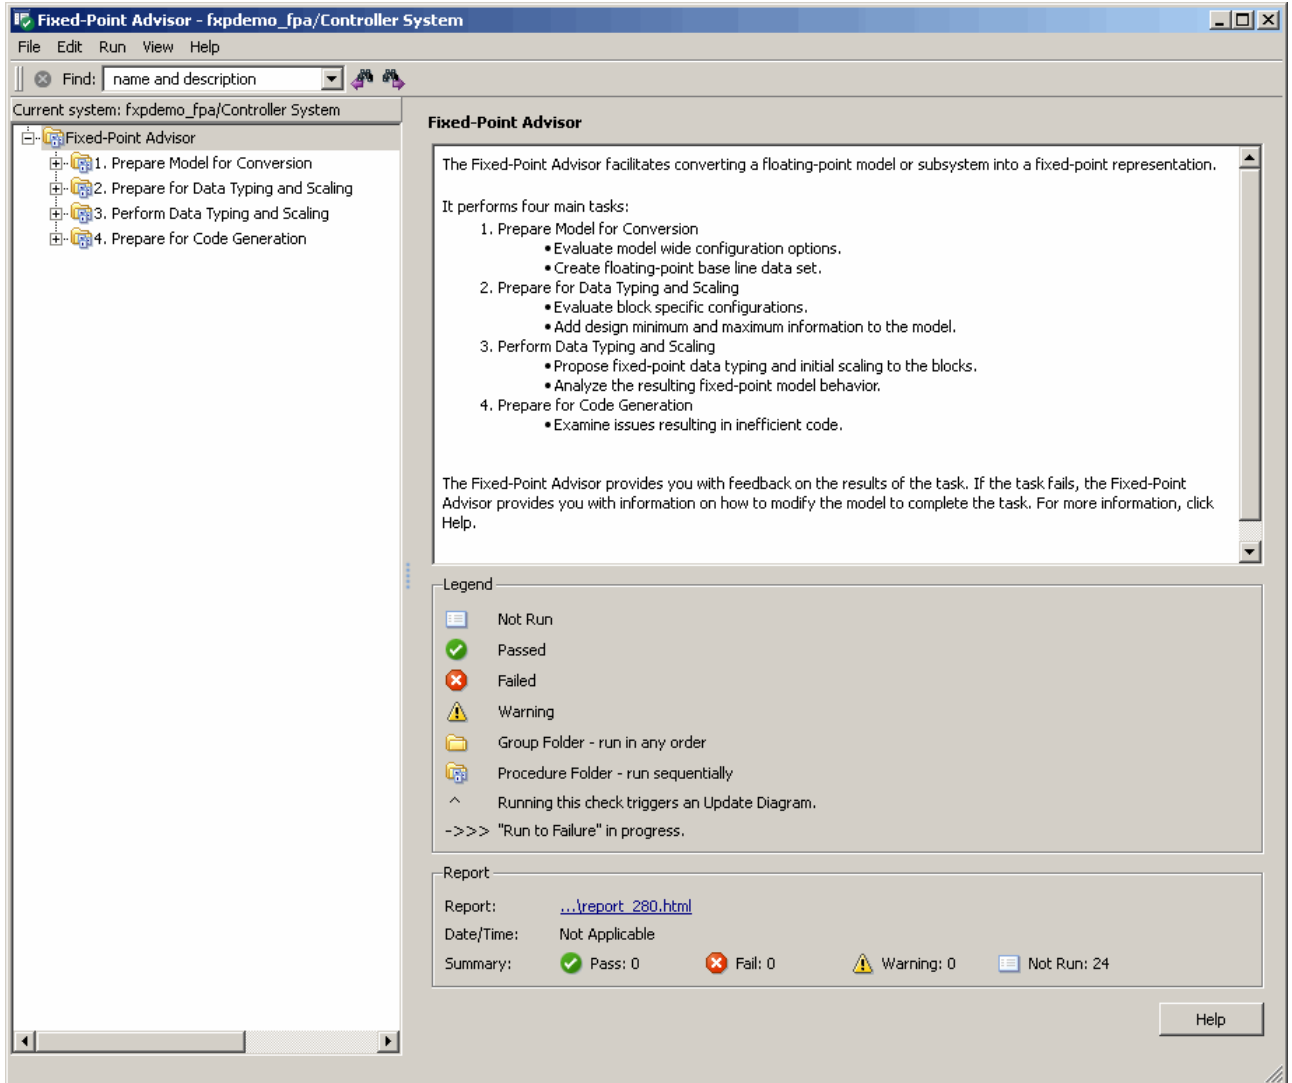 Fixed-Point Advisor - fxpdemo_fpa/Controller System
File Edit Run View Help
Find: name and description
Current system: fxpdemo_fpa/Controller System
Fixed-Point Advisor
1. Prepare Model for Conversion
2. Prepare for Data Typing and Scaling
3. Perform Data Typing and Scaling
4. Prepare for Code Generation
Fixed-Point Advisor
The Fixed-Point Advisor facilitates converting a floating-point model or subsystem into a fixed-point representation.
It performs four main tasks:
1. Prepare Model for Conversion
• Evaluate model wide configuration options.
• Create floating-point base line data set.
2. Prepare for Data Typing and Scaling
• Evaluate block specific configurations.
• Add design minimum and maximum information to the model.
3. Perform Data Typing and Scaling
• Propose fixed-point data typing and initial scaling to the blocks.
• Analyze the resulting fixed-point model behavior.
4. Prepare for Code Generation
• Examine issues resulting in inefficient code.
The Fixed-Point Advisor provides you with feedback on the results of the task. If the task fails, the Fixed-Point
Advisor provides you with information on how to modify the model to complete the task. For more information, click
Help.
Legend
Not Run
Passed
Failed
Warning
Group Folder - run in any order
Procedure Folder - run sequentially
^ Running this check triggers an Update Diagram.
->>> "Run to Failure" in progress.
Report
Report: ...\report_280.html
Date/Time: Not Applicable
Summary: Pass: 0 Fail: 0 Warning: 0 Not Run: 24
Help